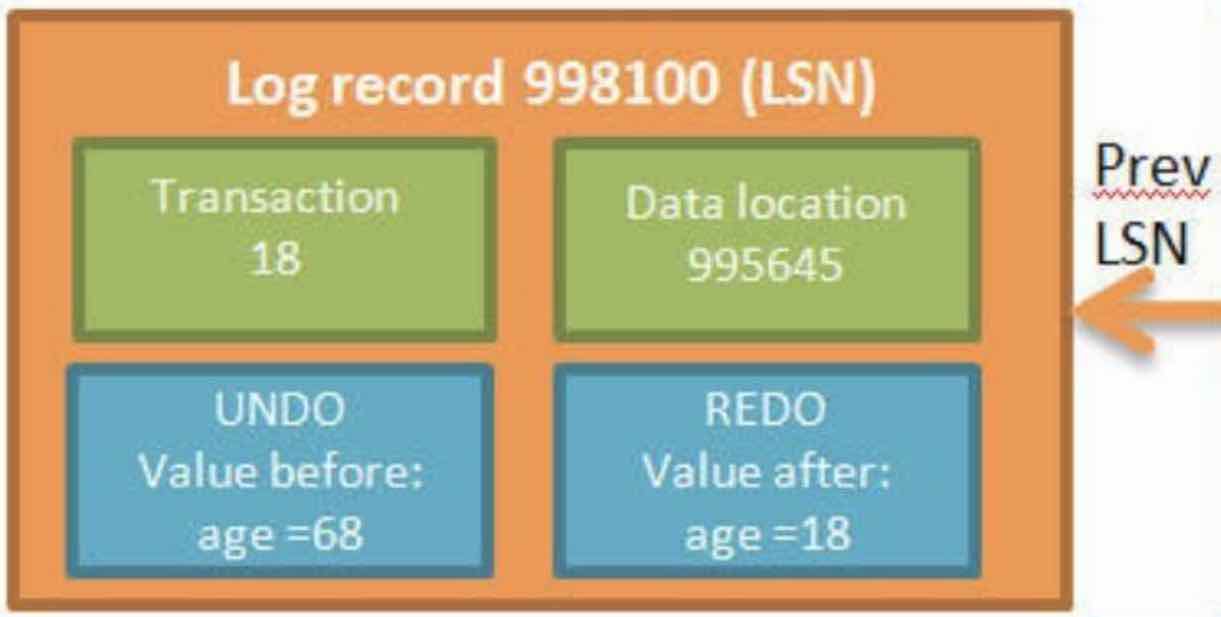 Log record 998100 (LSN)
Transaction
18
Data location
995645
UNDO
Value before:
age =68
REDO
Value after:
age =18
Prev
LSN